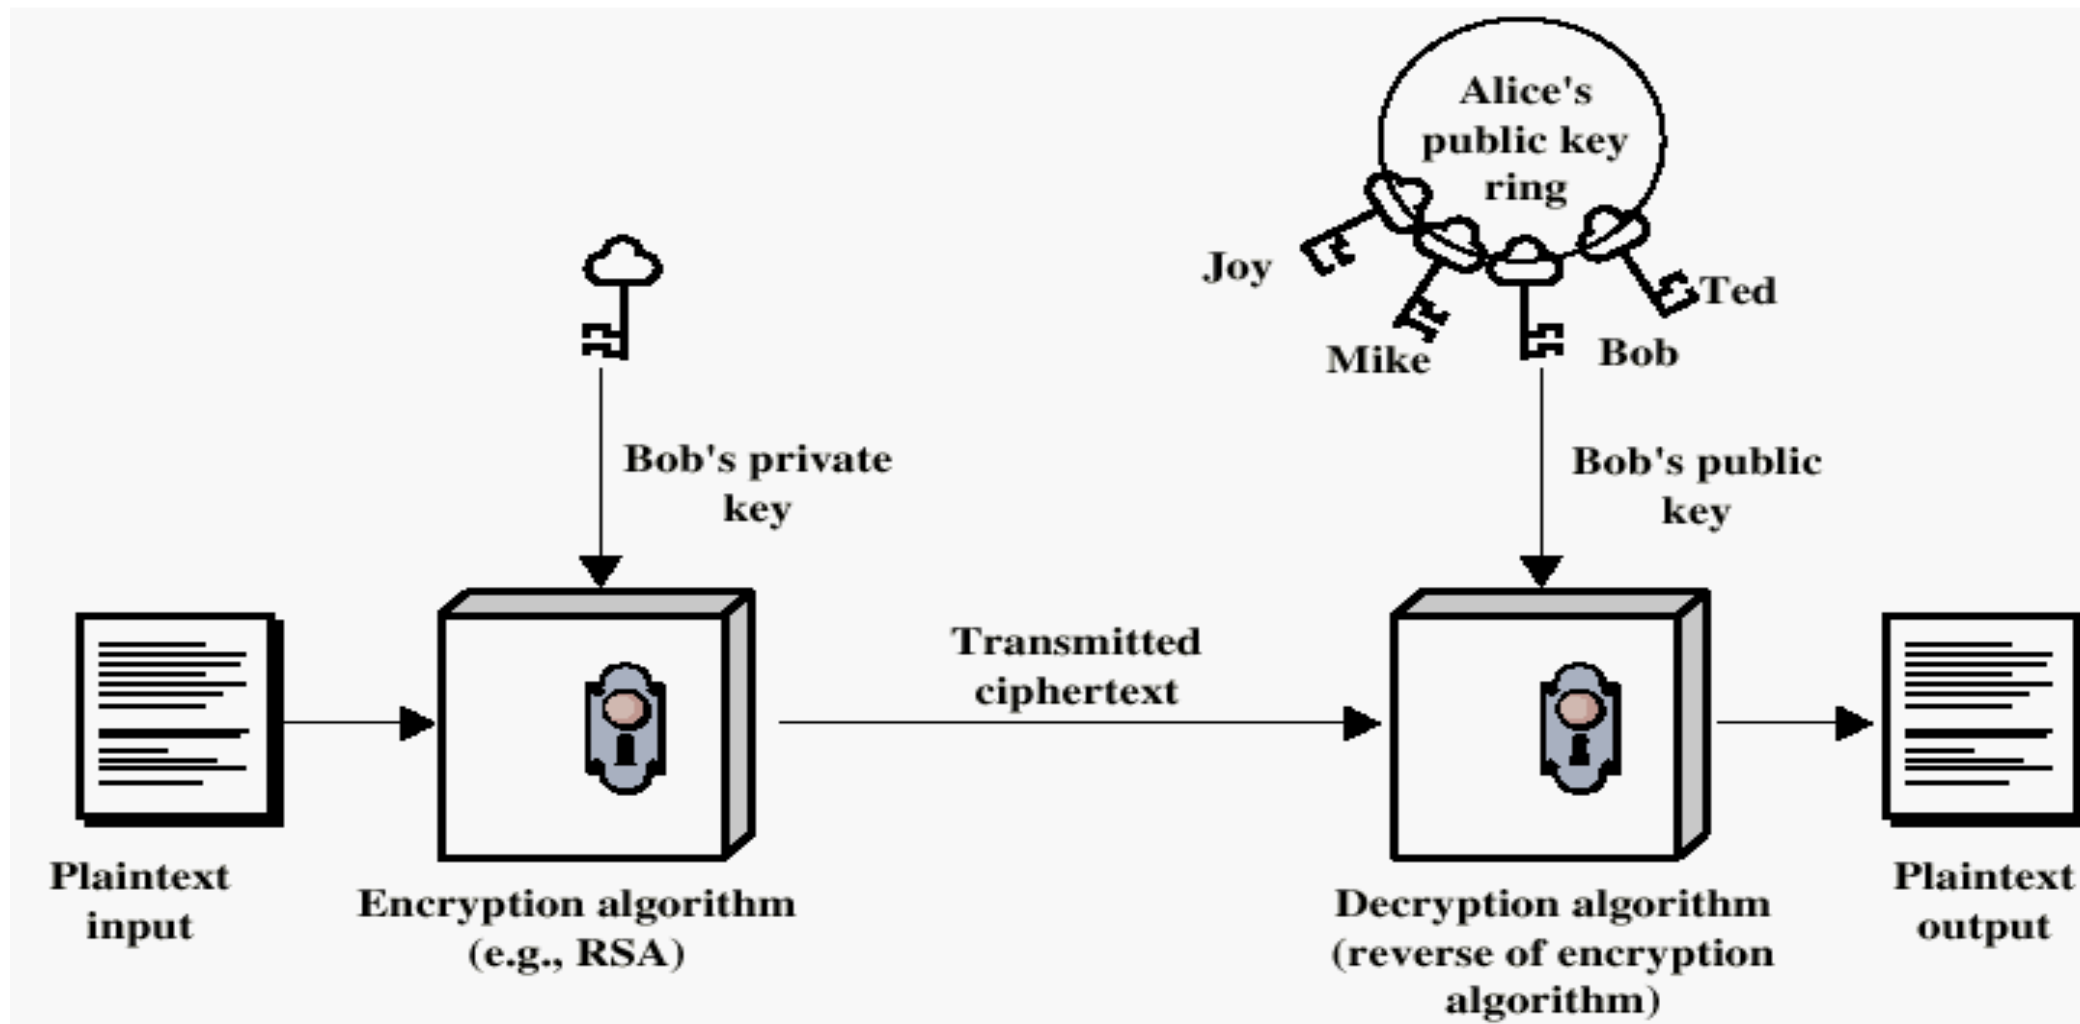 Alice's
public key
ring
Joy
Ted
Mike
Bob
Bob's private
key
Bob's public
key
Transmitted
ciphertext
Plaintext
input
Encryption algorithm
(e.g., RSA)
Decryption algorithm
(reverse of encryption
algorithm)
Plaintext
output